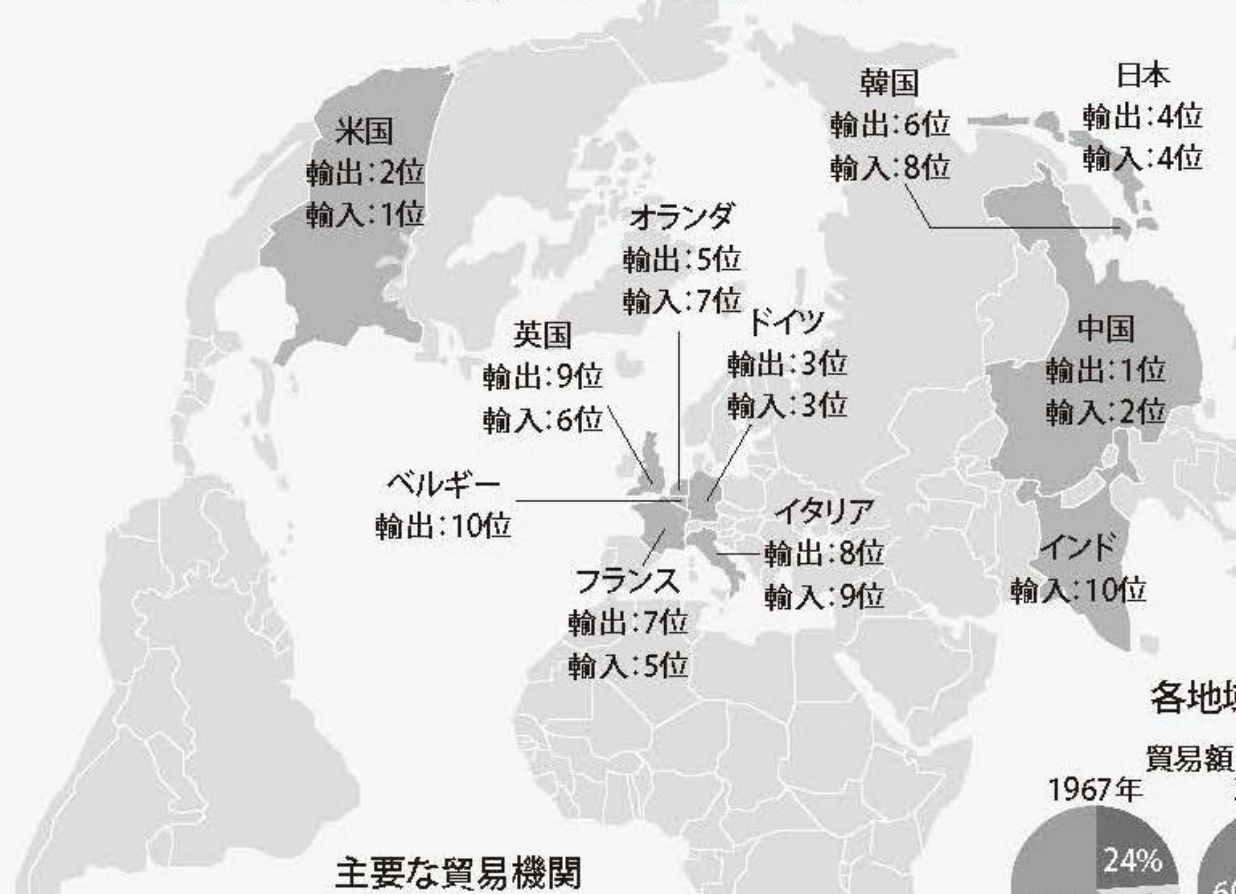 韓国
輸出:6位
輸入:8位
日本
輸出:4位
輸入:4位
米国
輸出:2位
輸入:1位
オランダ
輸出:5位
輸入:7位
英国
輸出:9位
輸入:6位
ドイツ
輸出:3位
輸入:3位
中国
輸出:1位
輸入:2位
ベルギー
輸出:10位
イタリア
輸出:8位
輸入:9位
インド
輸入:10位
フランス
輸出:7位
輸入:5位
各地
貿易額
1967年
24%
主要な貿易機関